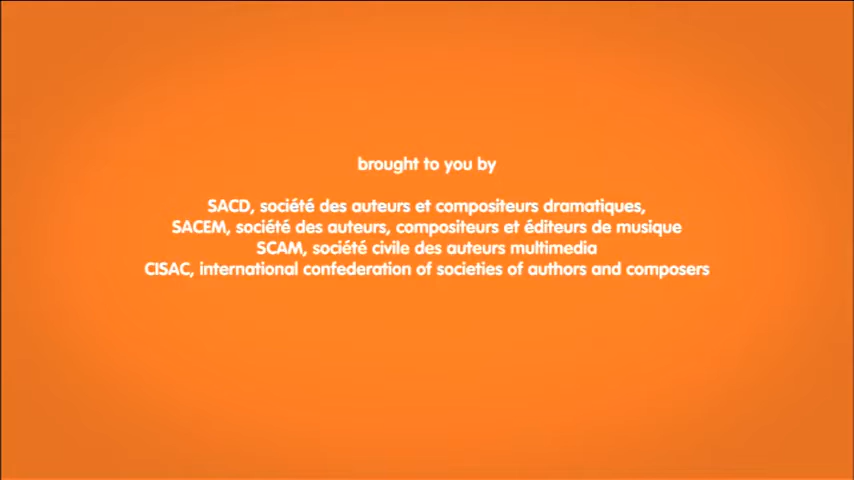 brought to you by
SACD, société des auteurs et compositeurs dramatiques,
SACEM, société des auteurs, compositeurs et éditeurs de musique
SCAM, société civile des auteurs multimedia
CISAC, international confederation of societies of authors and composers